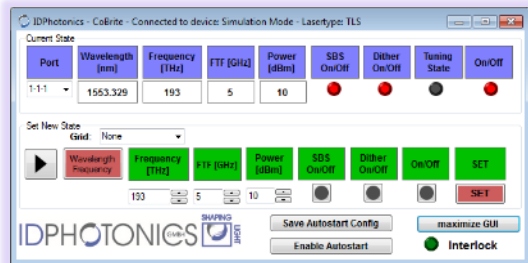 IDPhotonics - CoBrite - Connected to device: Simulation Mode - Lasertype: TLS
Current State
Port Wavelength [nm] Frequency [THz] FTF [GHz] Power [dBm] SBS On/Off Dither On/Off Tuning State On/Off
1-1-1 1553.329 193 5 10
Set New State
Grid: None
Wavelength Frequency Frequency [THz] FTF [GHz] Power [dBm] SBS On/Off Dither On/Off On/Off SET
193 5 10 SET
IDPHOTONICS GMBH SHAPING LIGHT
Save Autostart Config maximize GUI
Enable Autostart Interlock